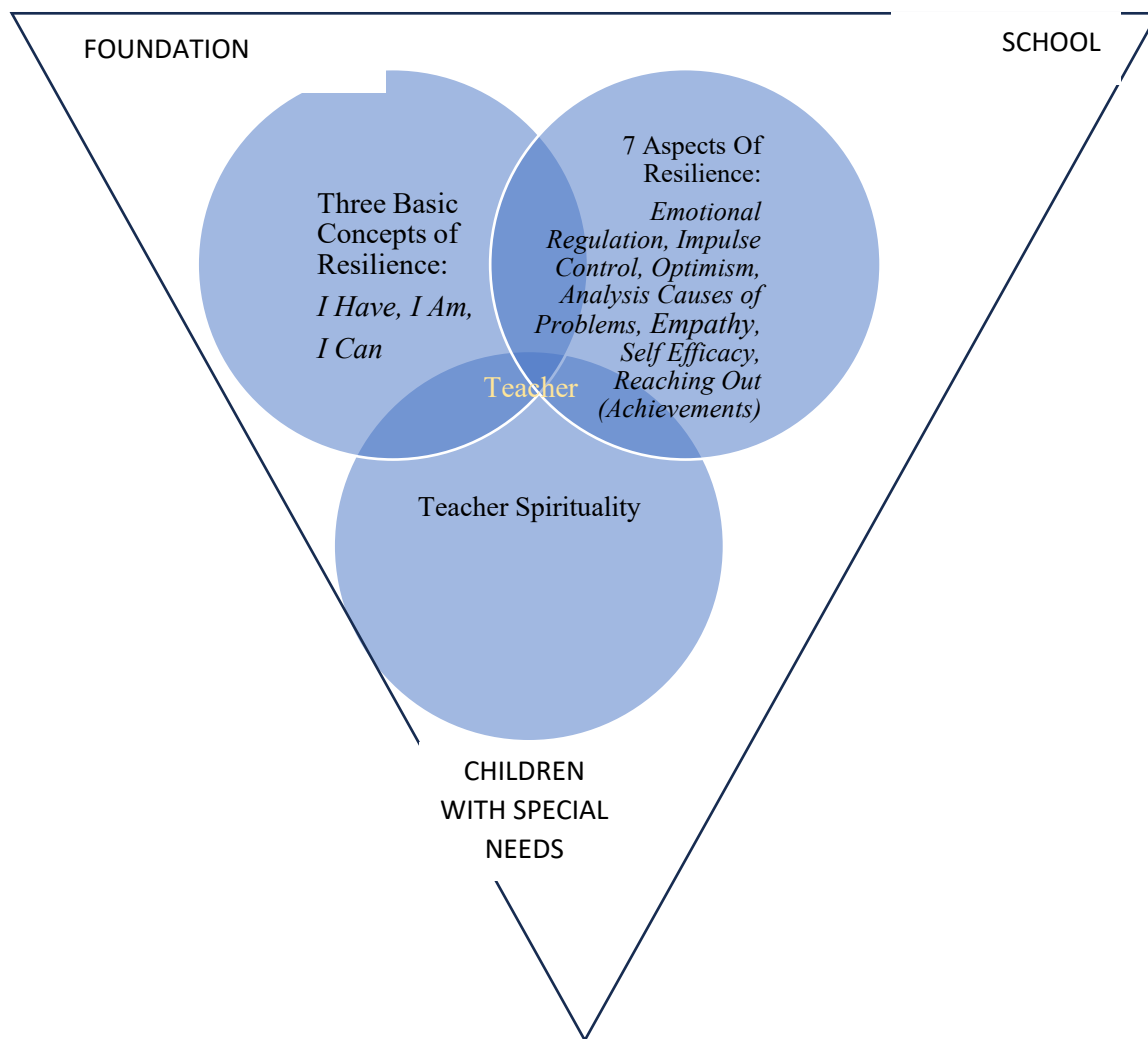 FOUNDATION
SCHOOL
Three Basic
Concepts of
Resilience:
I Have, I Am,
I Can
7 Aspects Of
Resilience:
Emotional
Regulation, Impulse
Control, Optimism,
Analysis Causes of
Problems, Empathy,
Self Efficacy,
Reaching Out
(Achievements)
Teacher
Teacher Spirituality
CHILDREN
WITH SPECIAL
NEEDS